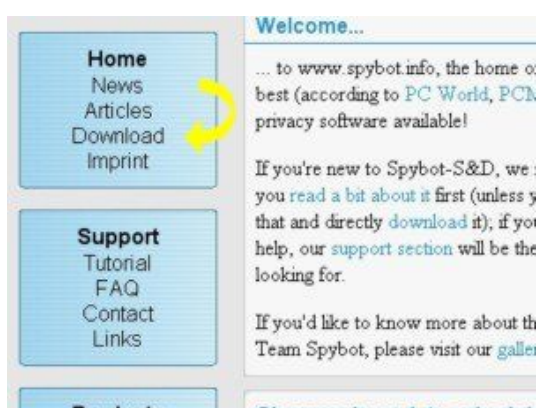 Home
News
Articles
Download
Imprint
Support
Tutorial
FAQ
Contact
Links
Welcome...
... to www.spybot.info, the home
best (according to PC World,
privacy software available!
If you're new to Spybot-S&D, we
you read a bit about it first (unless
that and directly download it); if you
help, our support section will be the
looking for.
If you'd like to know more about
Team Spybot, please visit our